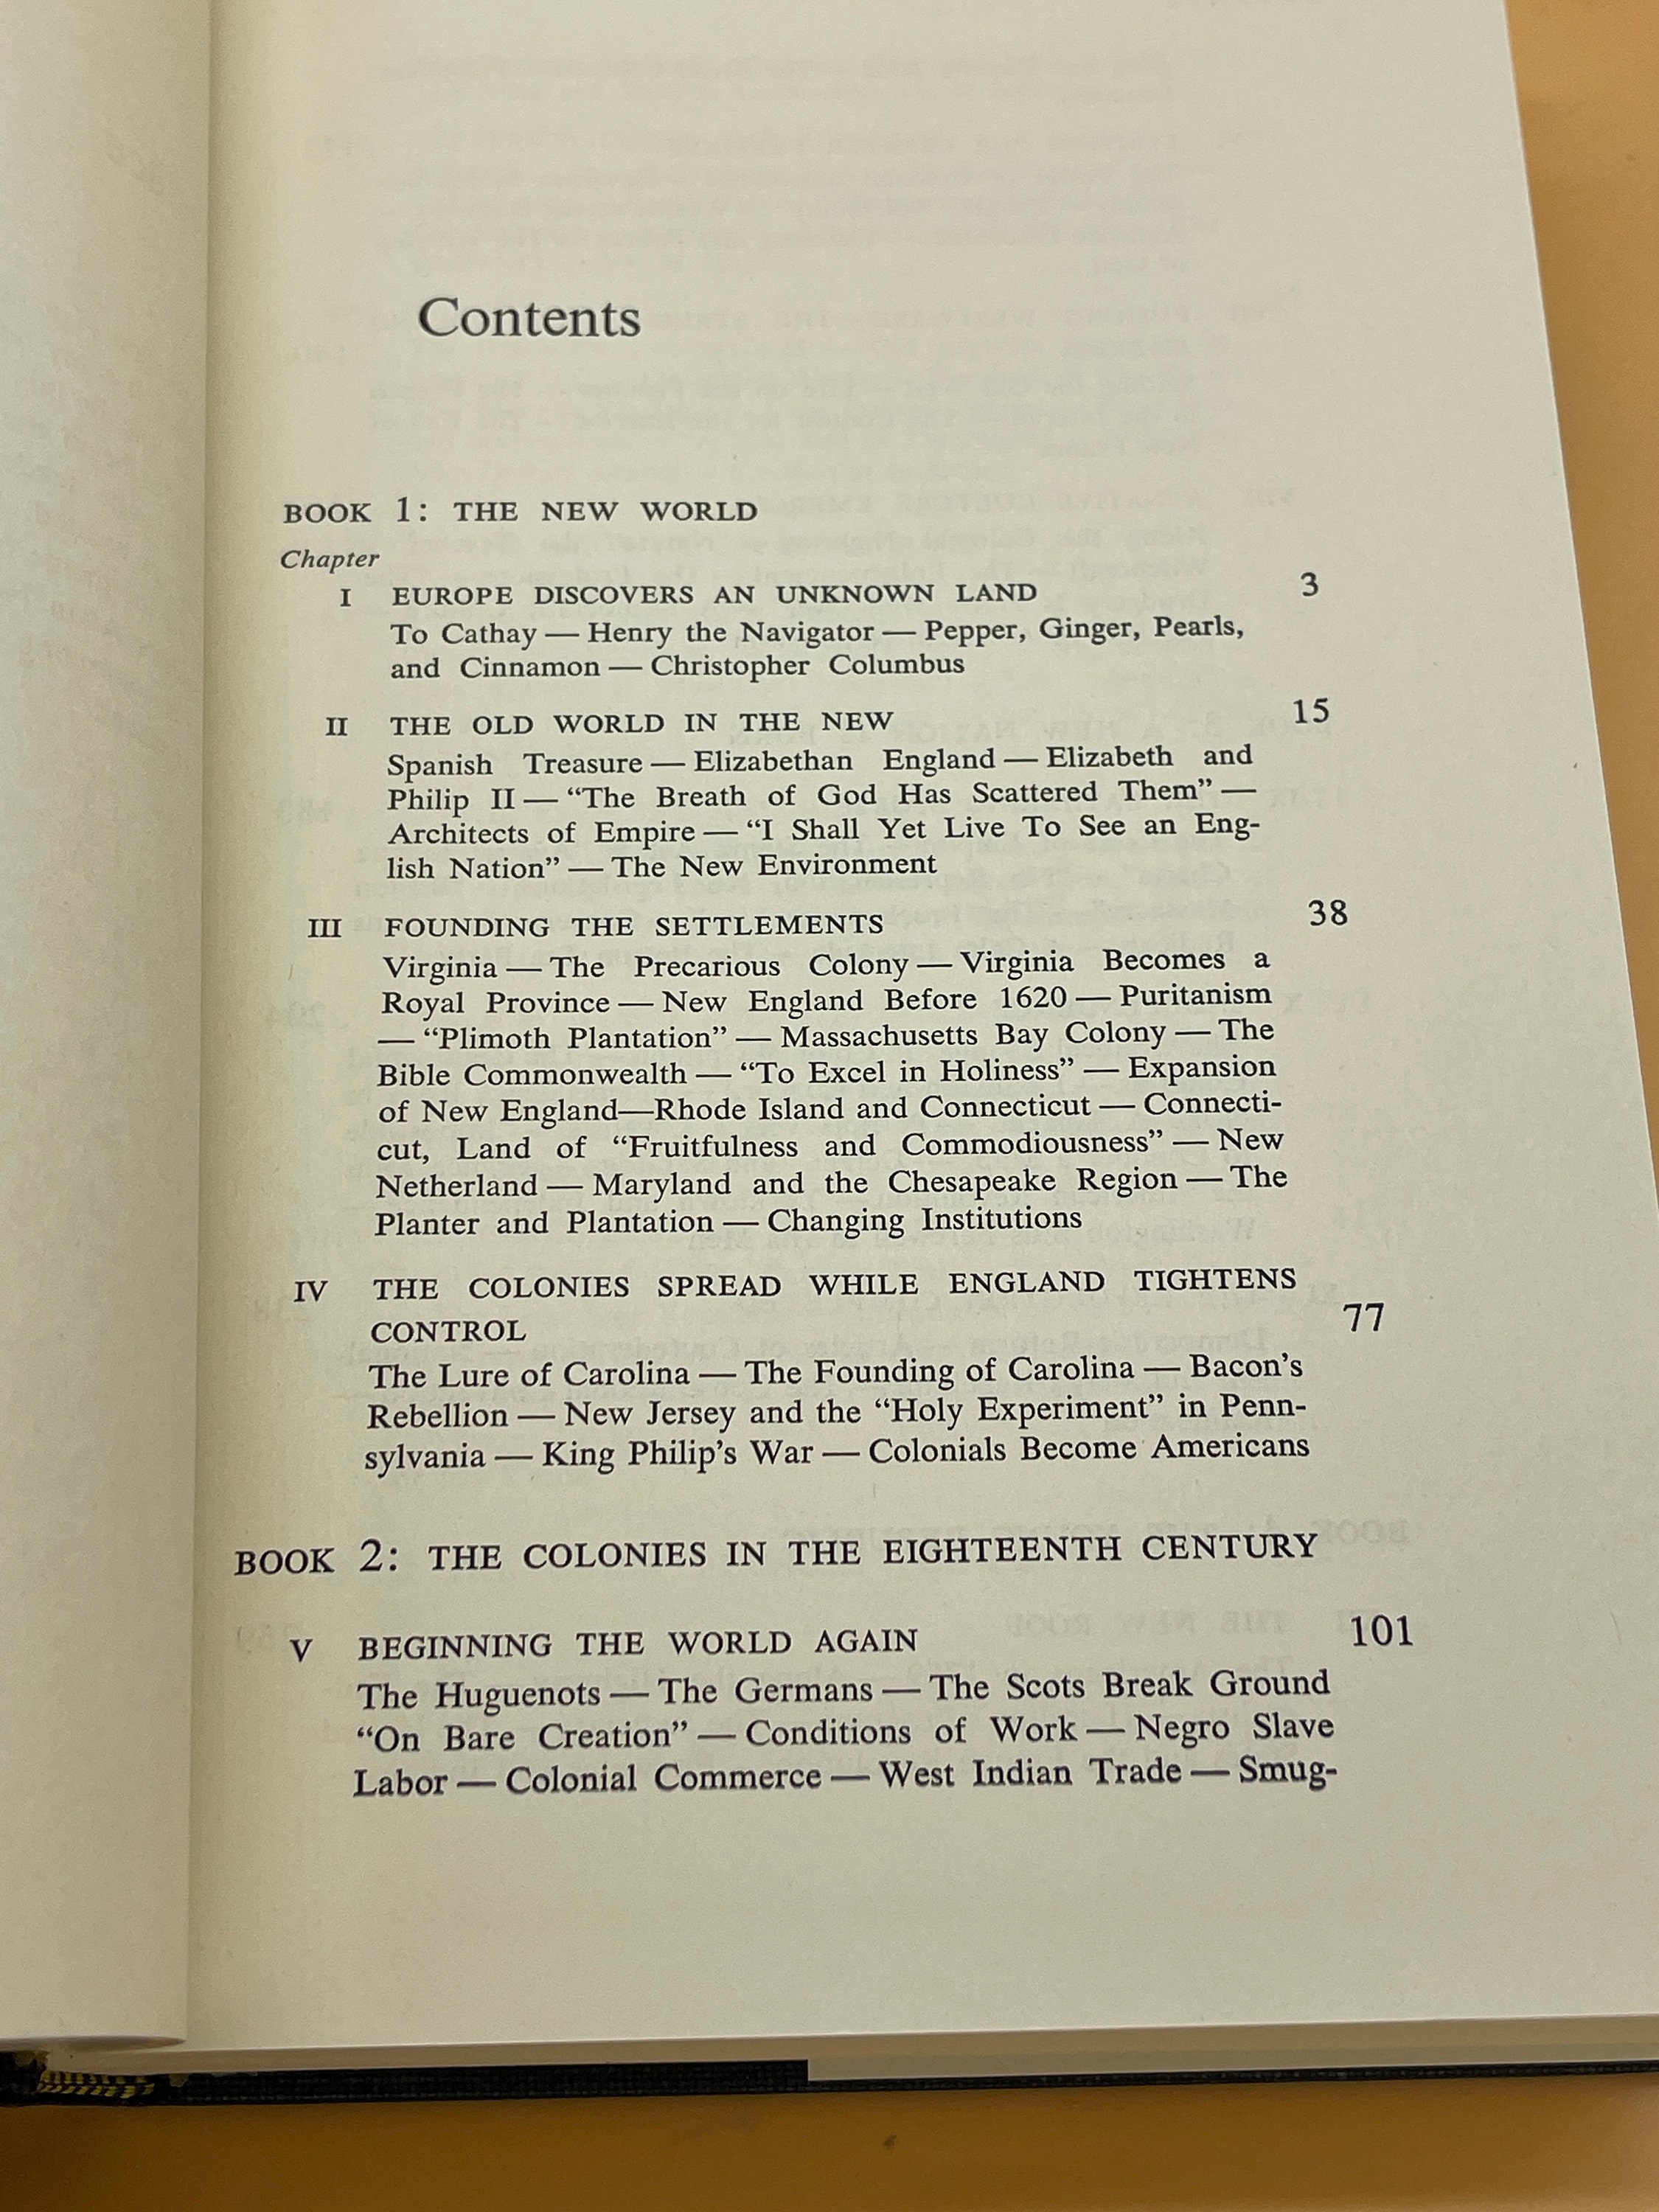 Contents
BOOK 1: THE NEW WORLD
Chapter
I EUROPE DISCOVERS AN UNKNOWN LAND 3
To Cathay — Henry the Navigator — Pepper, Ginger, Pearls,
and Cinnamon — Christopher Columbus
II THE OLD WORLD IN THE NEW 15
Spanish Treasure — Elizabethan England — Elizabeth and
Philip II — “The Breath of God Has Scattered Them” —
Architects of Empire — “I Shall Yet Live To See an Eng-
lish Nation” — The New Environment
III FOUNDING THE SETTLEMENTS 38
Virginia — The Precarious Colony — Virginia Becomes a
Royal Province — New England Before 1620 — Puritanism
— “Plimoth Plantation” — Massachusetts Bay Colony — The
Bible Commonwealth — “To Excel in Holiness” — Expansion
of New England—Rhode Island and Connecticut — Connecti-
cut, Land of “Fruitfulness and Commodiousness” — New
Netherland — Maryland and the Chesapeake Region — The
Planter and Plantation — Changing Institutions
IV THE COLONIES SPREAD WHILE ENGLAND TIGHTENS
CONTROL 77
The Lure of Carolina — The Founding of Carolina — Bacon’s
Rebellion — New Jersey and the “Holy Experiment” in Penn-
sylvania — King Philip’s War — Colonials Become Americans
BOOK 2: THE COLONIES IN THE EIGHTEENTH CENTURY
V BEGINNING THE WORLD AGAIN 101
The Huguenots — The Germans — The Scots Break Ground
“On Bare Creation” — Conditions of Work — Negro Slave
Labor — Colonial Commerce — West Indian Trade — Smug-